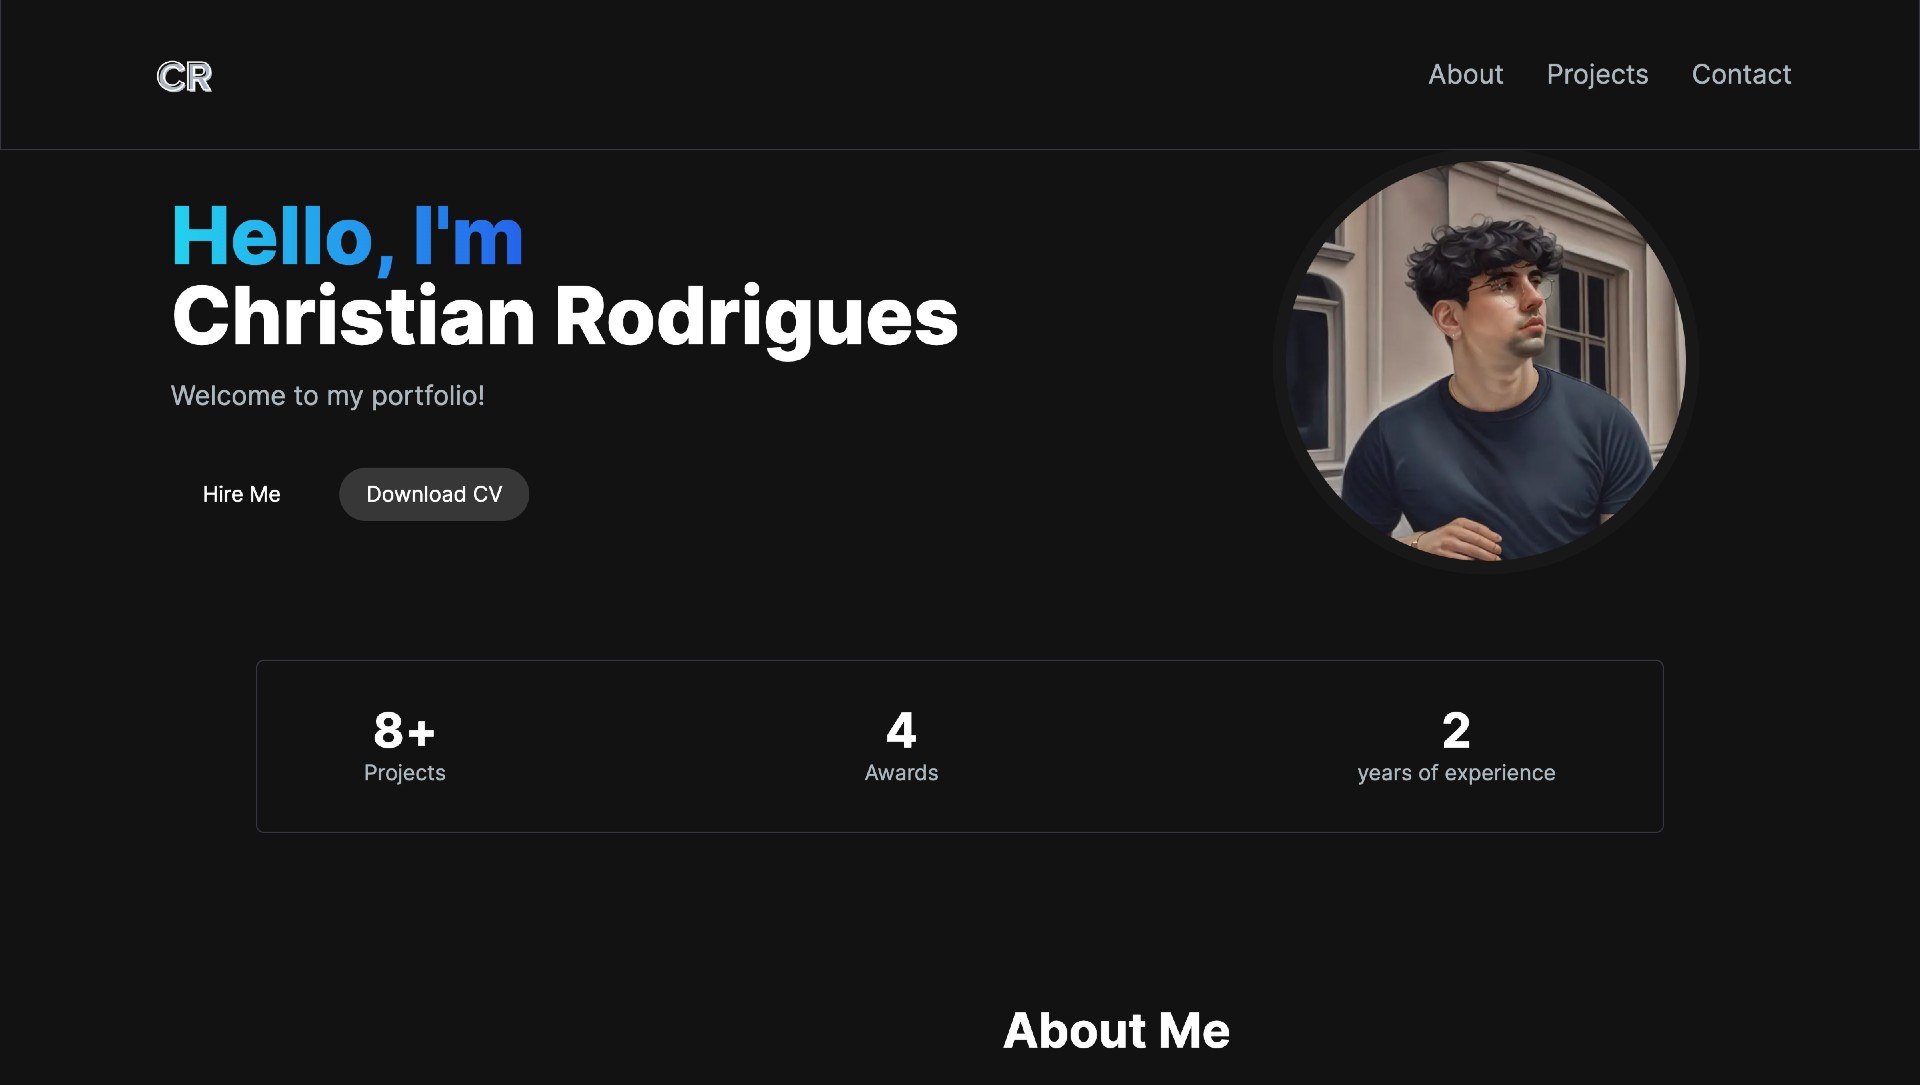 CR
About Projects Contact
Hello, I'm
Christian Rodrigues
Welcome to my portfolio!
Hire Me Download CV
8+ 4 2
Projects Awards years of experience
About Me